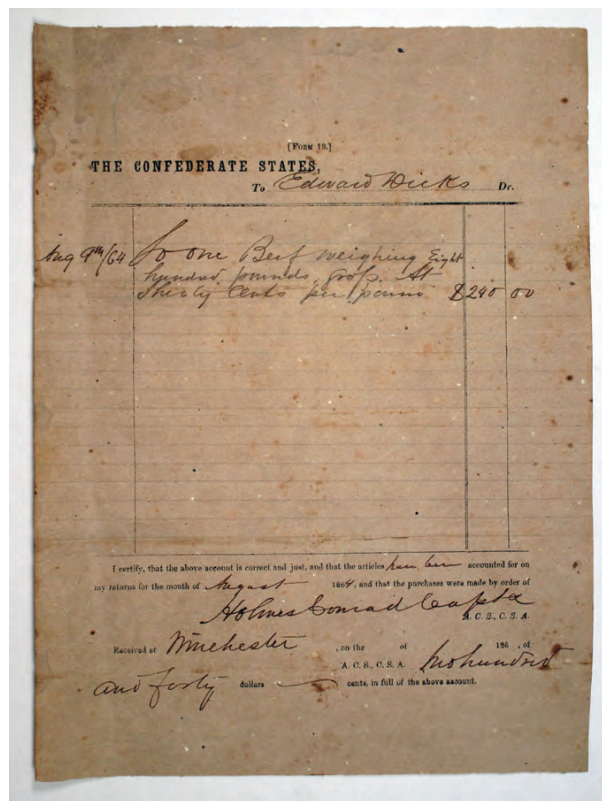 [FORM 19.]
THE CONFEDERATE STATES,
To Edward Dicks Dr.
Aug 9th/64 To one Beef weighing Eight
hundred pounds, gross. At
Thirty Cents per pound $240 00
I certify, that the above account is correct and just, and that the articles have been accounted for on
my returns for the month of August 1864, and that the purchases were made by order of
Holmes Conrad Capt &
A. C. S., C. S. A.
Received at Winchester , on the of 186 , of
A. C. S., C. S. A. Two hundred
and forty dollars cents, in full of the above account.